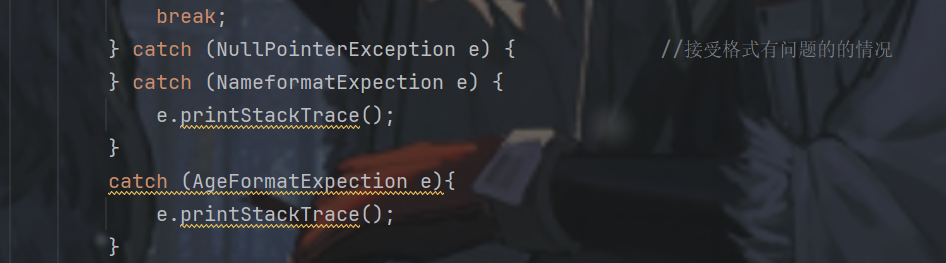 break;
} catch (NullPointerException e) { //接受格式有问题的的情况
} catch (NameformatExpection e) {
e.printStackTrace();
}
catch (AgeFormatExpection e){
e.printStackTrace();
}